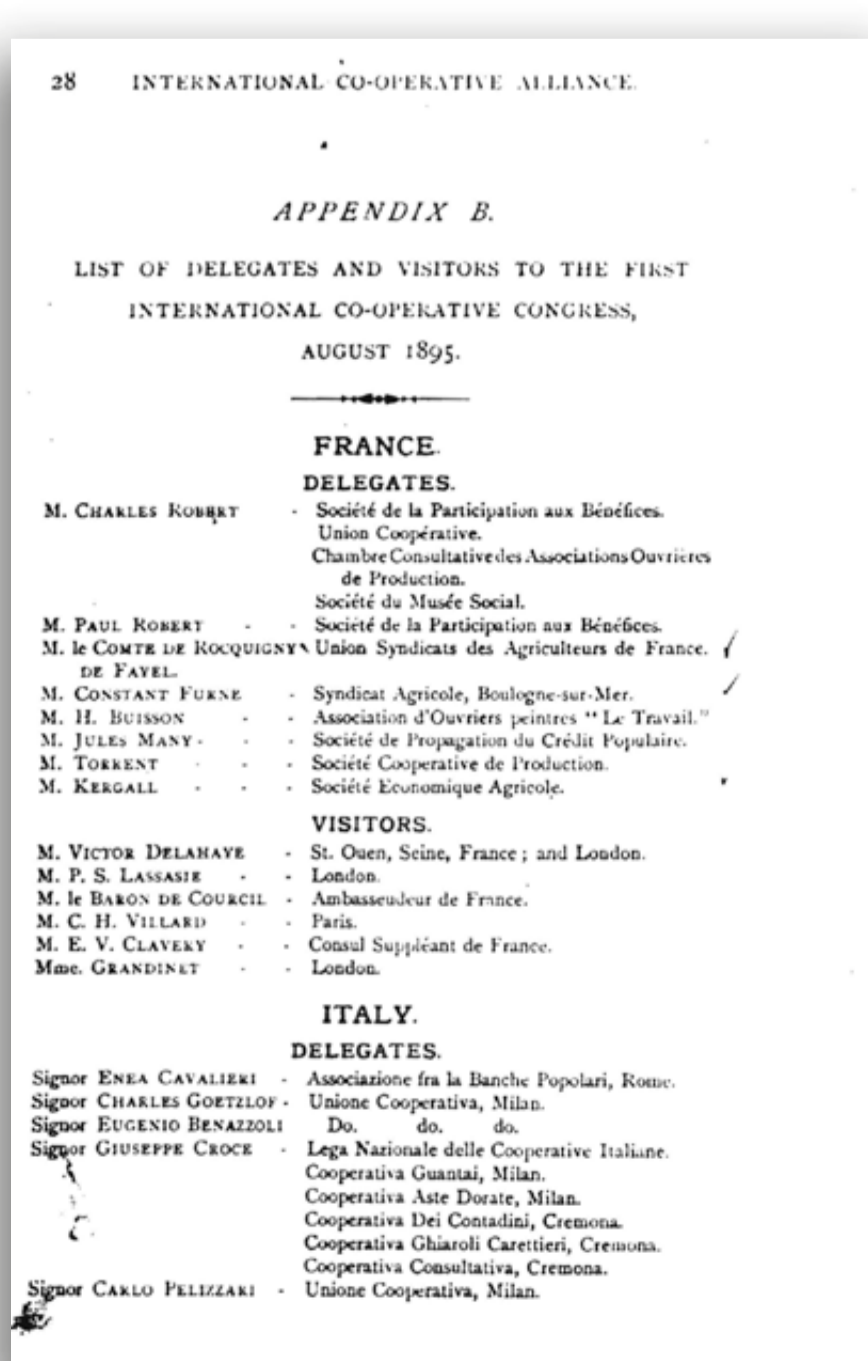 28 INTERNATIONAL CO-OPERATIVE ALLIANCE.
APPENDIX B.
LIST OF DELEGATES AND VISITORS TO THE FIRST
INTERNATIONAL CO-OPERATIVE CONGRESS,
AUGUST 1895.
FRANCE.
DELEGATES.
M. CHARLES ROBERT - Société de la Participation aux Bénéfices.
Union Coopérative.
Chambre Consultative des Associations Ouvrières
de Production.
Société du Musée Social.
M. PAUL ROBERT - - Société de la Participation aux Bénéfices.
M. le COMTE DE ROCQUIGNY Union Syndicats des Agriculteurs de France.
DE FAYEL.
M. CONSTANT FURNE - Syndicat Agricole, Boulogne-sur-Mer.
M. H. BUISSON - - Association d'Ouvriers peintres "Le Travail."
M. JULES MANY - - - Société de Propagation du Crédit Populaire.
M. TORRENT - - - Société Cooperative de Production.
M. KERGALL - - - Société Economique Agricole.
VISITORS.
M. VICTOR DELAHAYE - St. Ouen, Seine, France; and London.
M. P. S. LASSASIE - - London.
M. le BARON DE COURCIL - Ambasseudeur de France.
M. C. H. VILLARD - - Paris.
M. E. V. CLAVERY - - Consul Suppléant de France.
Mme. GRANDINET - - London.
ITALY.
DELEGATES.
Signor ENEA CAVALIERI - Associazione fra la Banche Popolari, Rome.
Signor CHARLES GOETZLOF - Unione Cooperativa, Milan.
Signor EUGENIO BENAZZOLI Do. do. do.
Signor GIUSEPPE CROCE - Lega Nazionale delle Cooperative Italiane.
Cooperativa Guantai, Milan.
Cooperativa Aste Dorate, Milan.
Cooperativa Dei Contadini, Cremona.
Cooperativa Ghiaroli Carettieri, Cremona.
Cooperativa Consultativa, Cremona.
Signor CARLO PELIZZARI - Unione Cooperativa, Milan.